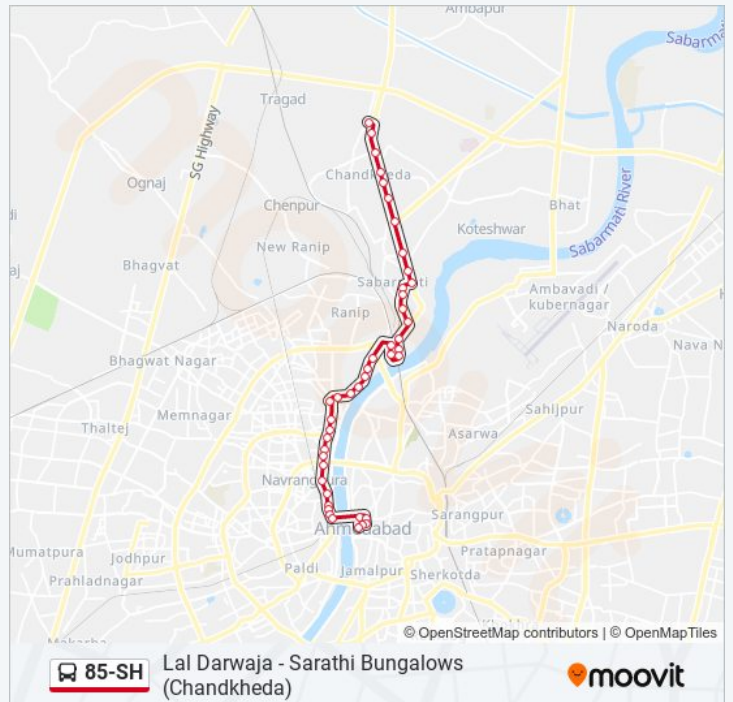 Ambapur
Sabarmat
Tragad
SG Highway
Chandkheda
Ognaj
Chenpur
Bhat
Koteshwar
Sabarmati River
New Ranip
Bhagvat
Sabarmati
Ambavadi /
kubernagar
Ranip
Naroda
Nava N
Bhagwat Nagar
Memnagar
Sahijpur
Thaltej
Asarwa
Navrangpura
Sarangpur
Ahmedabad
Mumatpura
Jodhpur
Pratapnagar
Paldi
Jamalpur
Sherkotda
Prahladnagar
Makarba
© OpenStreetMap contributors | © OpenMapTiles
85-SH
Lal Darwaja - Sarathi Bungalows
(Chandkheda)
moovit